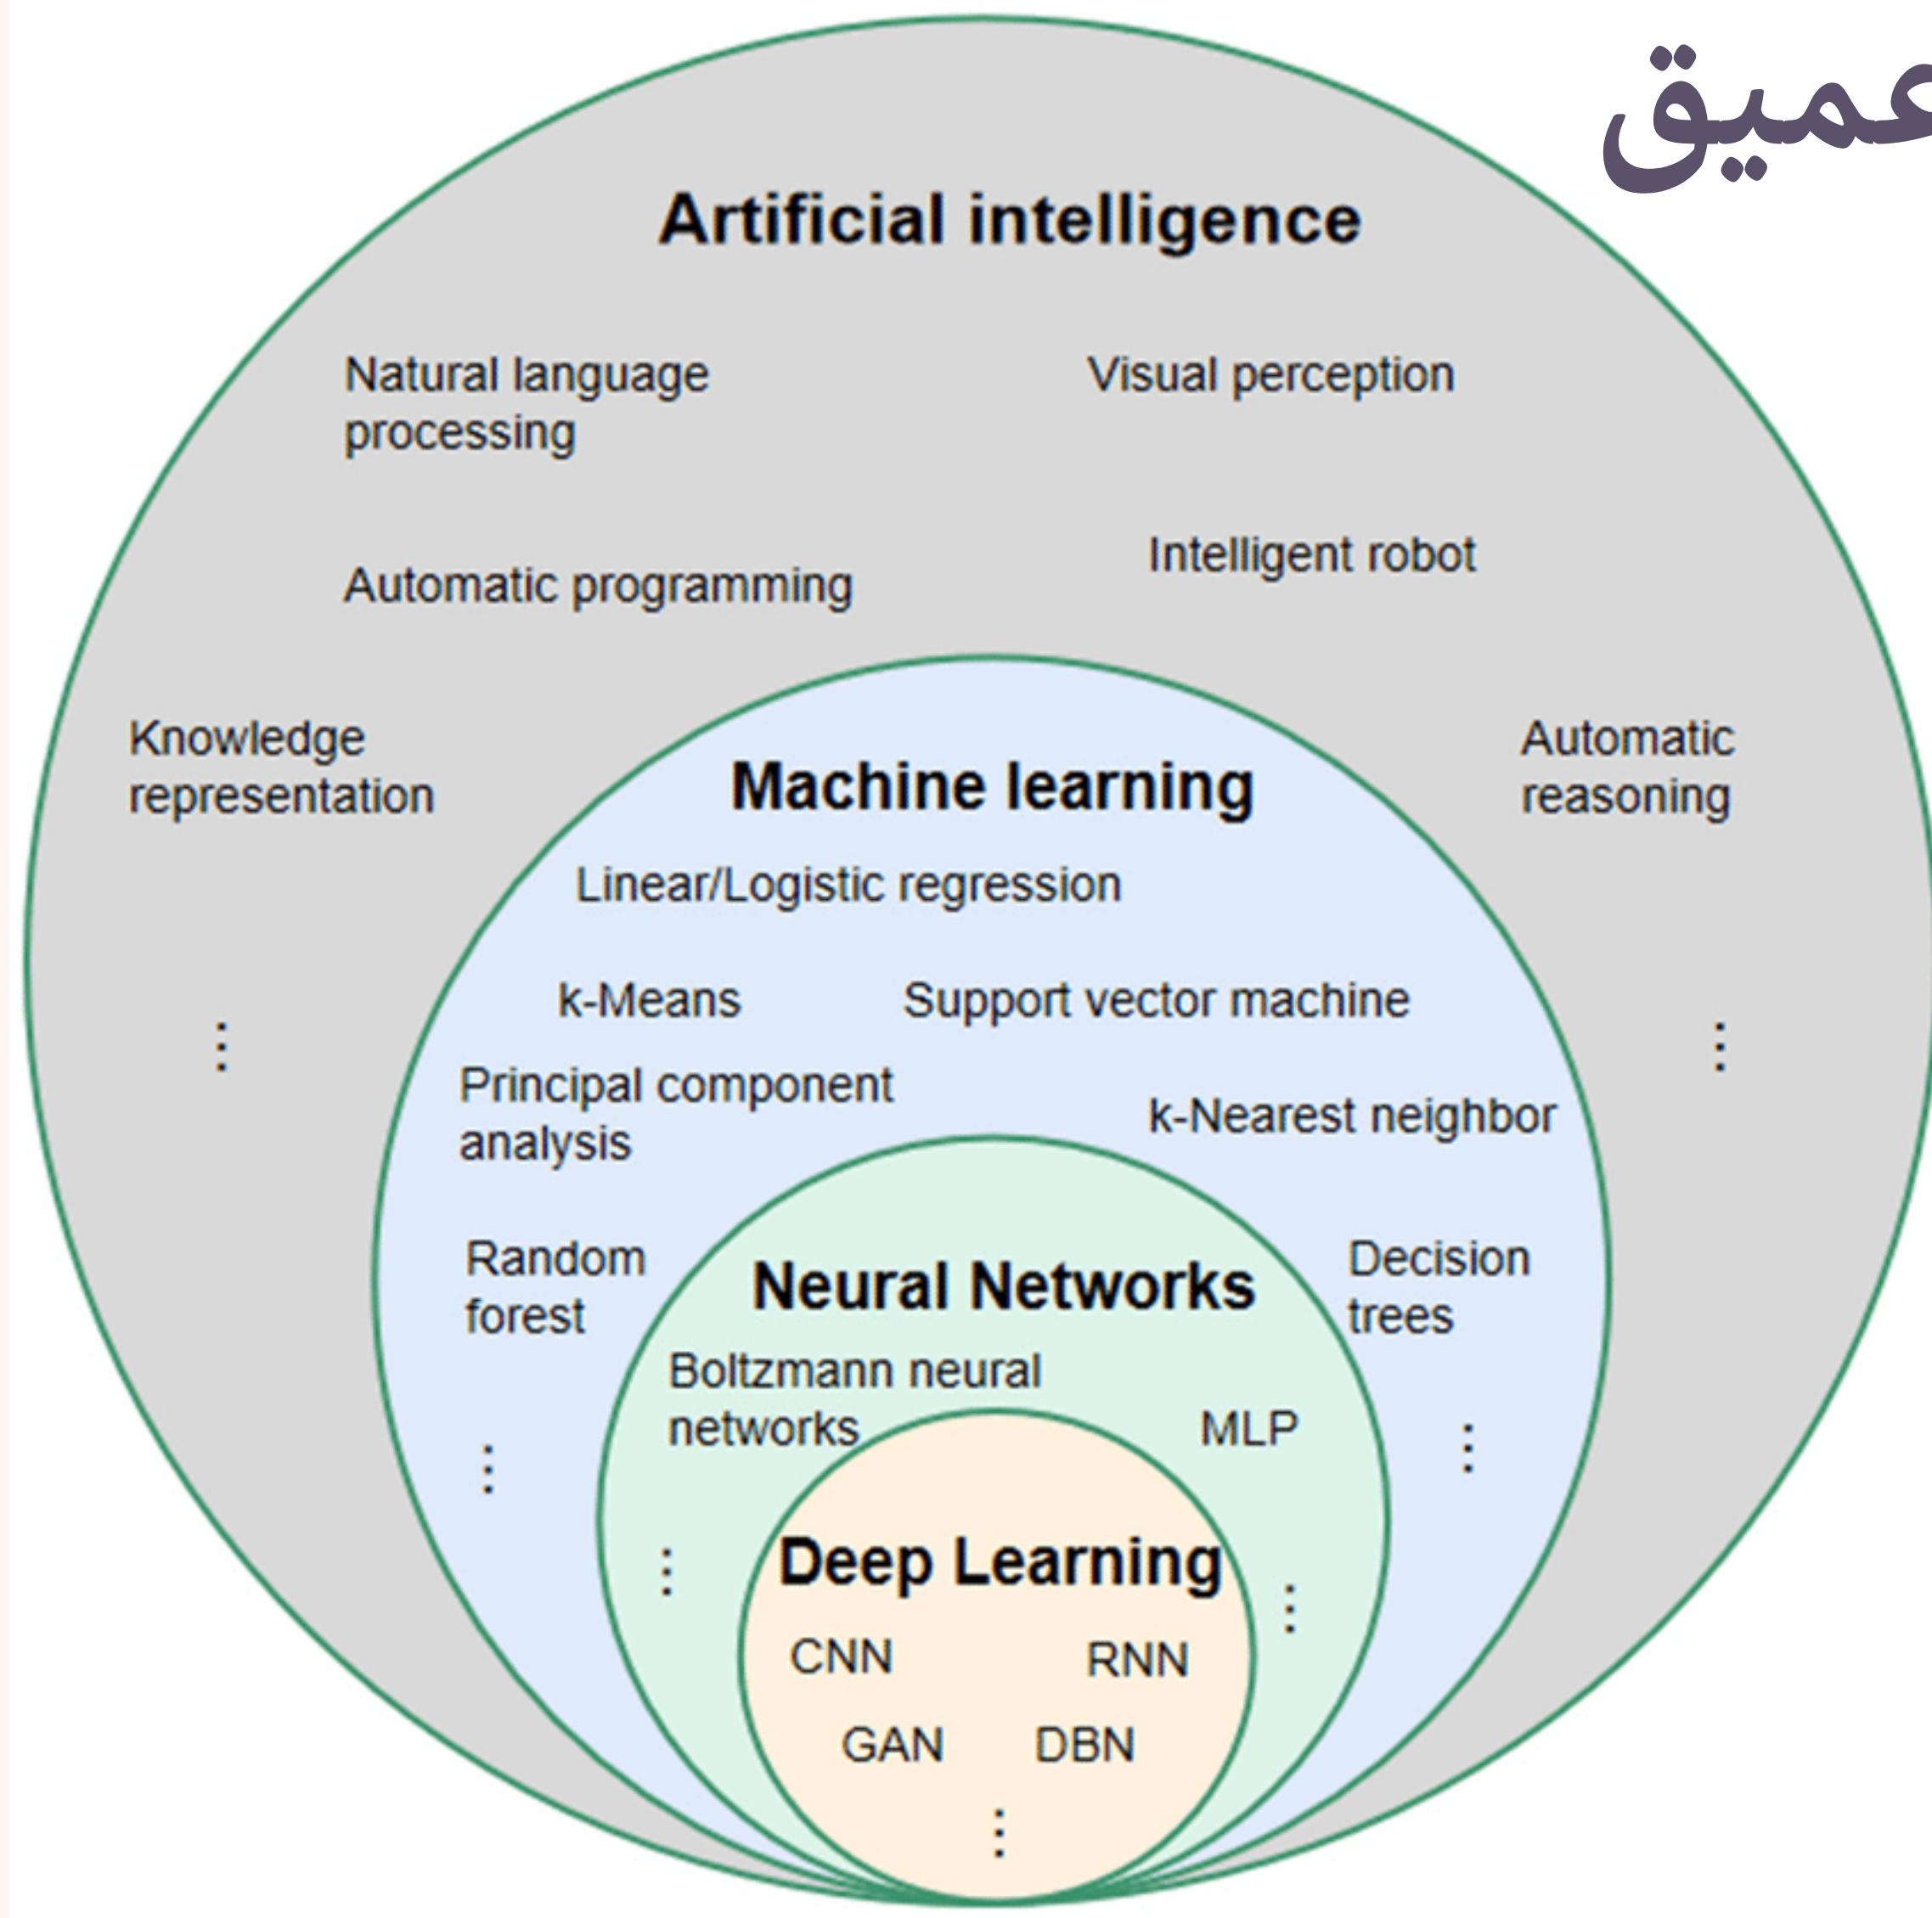 عميق
Artificial intelligence
Natural language
processing
Visual perception
Automatic programming
Intelligent robot
Knowledge
representation
Automatic
reasoning
Machine learning
Linear/Logistic regression
k-Means
Support vector machine
Principal component
analysis
k-Nearest neighbor
Random
forest
Decision
trees
Neural Networks
Boltzmann neural
networks
MLP
Deep Learning
CNN
RNN
GAN
DBN